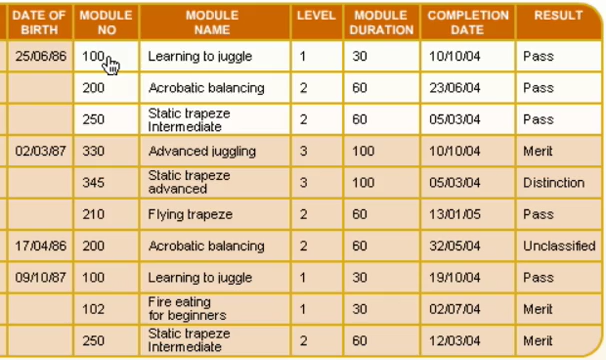 DATE OF BIRTH MODULE NO MODULE NAME LEVEL MODULE DURATION COMPLETION DATE RESULT
25/06/86 100 Learning to juggle 1 30 10/10/04 Pass
200 Acrobatic balancing 2 60 23/06/04 Pass
250 Static trapeze Intermediate 2 60 05/03/04 Pass
02/03/87 330 Advanced juggling 3 100 10/10/04 Merit
345 Static trapeze advanced 3 100 05/03/04 Distinction
210 Flying trapeze 2 60 13/01/05 Pass
17/04/86 200 Acrobatic balancing 2 60 32/05/04 Unclassified
09/10/87 100 Learning to juggle 1 30 19/10/04 Pass
102 Fire eating for beginners 1 30 02/07/04 Merit
250 Static trapeze Intermediate 2 60 12/03/04 Merit